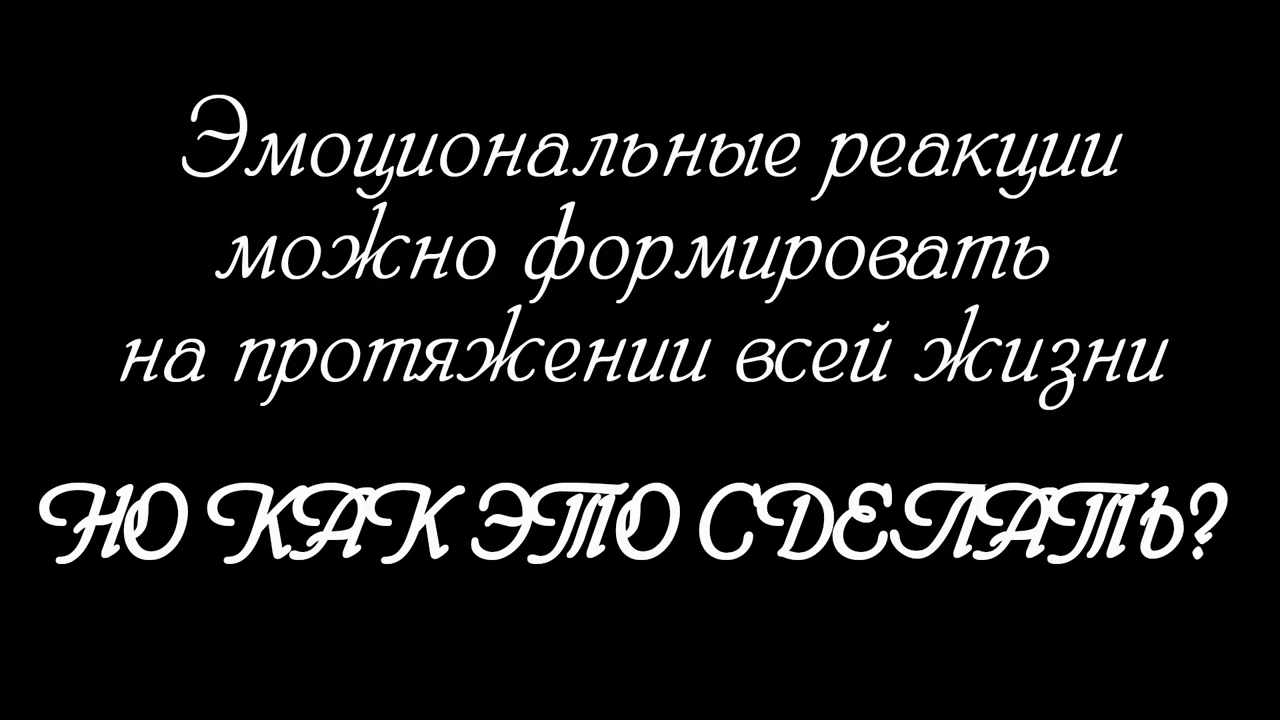 Эмоциональные реакции
можно формировать
на протяжении всей жизни
НО КАК ЭТО СДЕЛАТЬ?